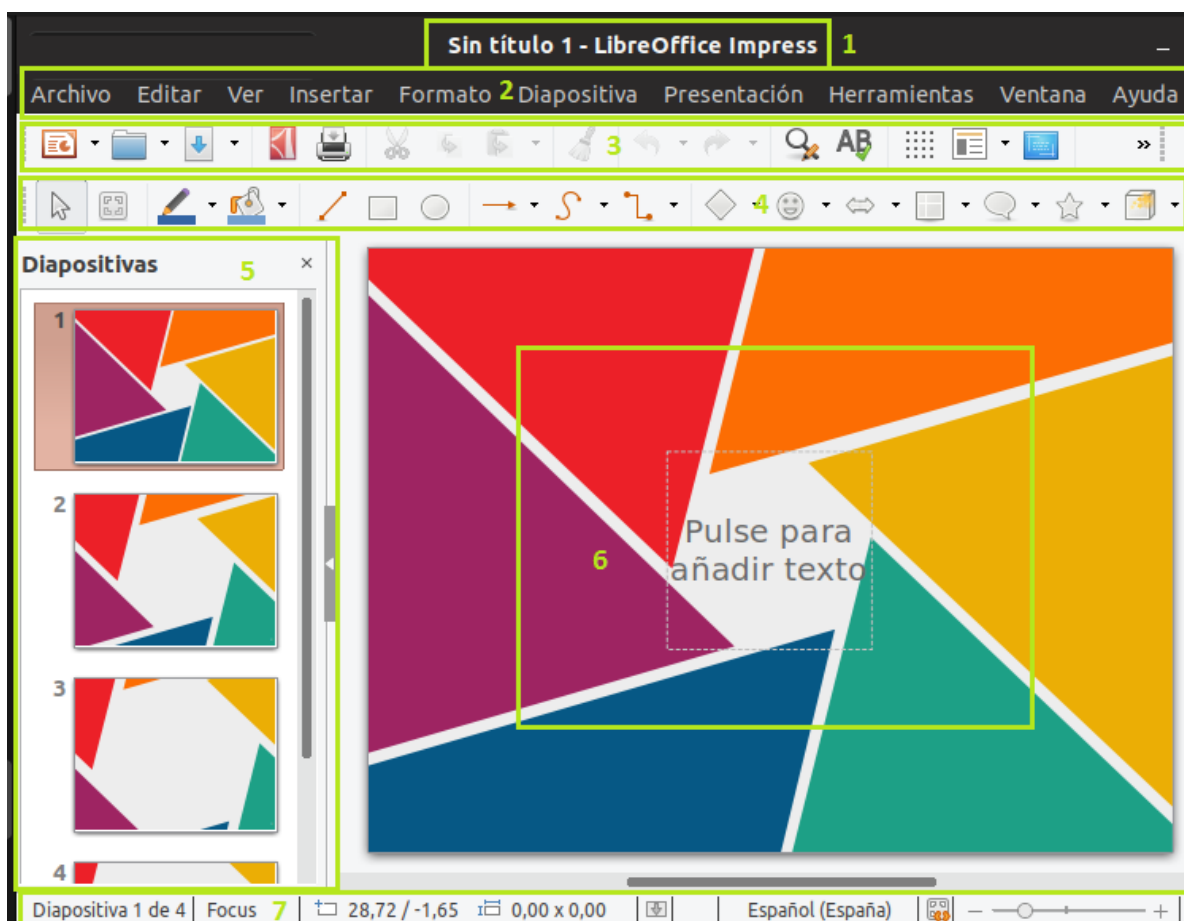 Sin título 1 - LibreOffice Impress 1
Archivo Editar Ver Insertar Formato 2 Diapositiva Presentación Herramientas Ventana Ayuda
3 AB »
4
Diapositivas 5 ×
1
2
3
4
Pulse para
6
añadir texto
Diapositiva 1 de 4 Focus 7 28,72 / -1,65 0,00 x 0,00 Español (España)